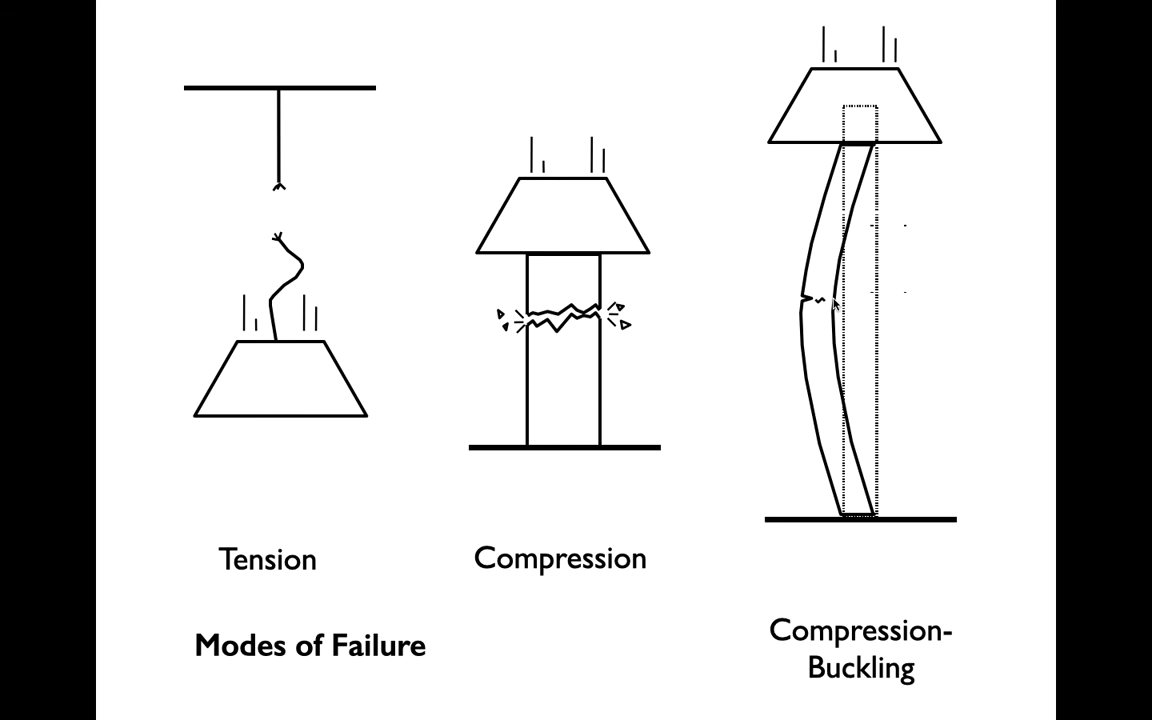 Tension
Compression
Compression-
Buckling
Modes of Failure